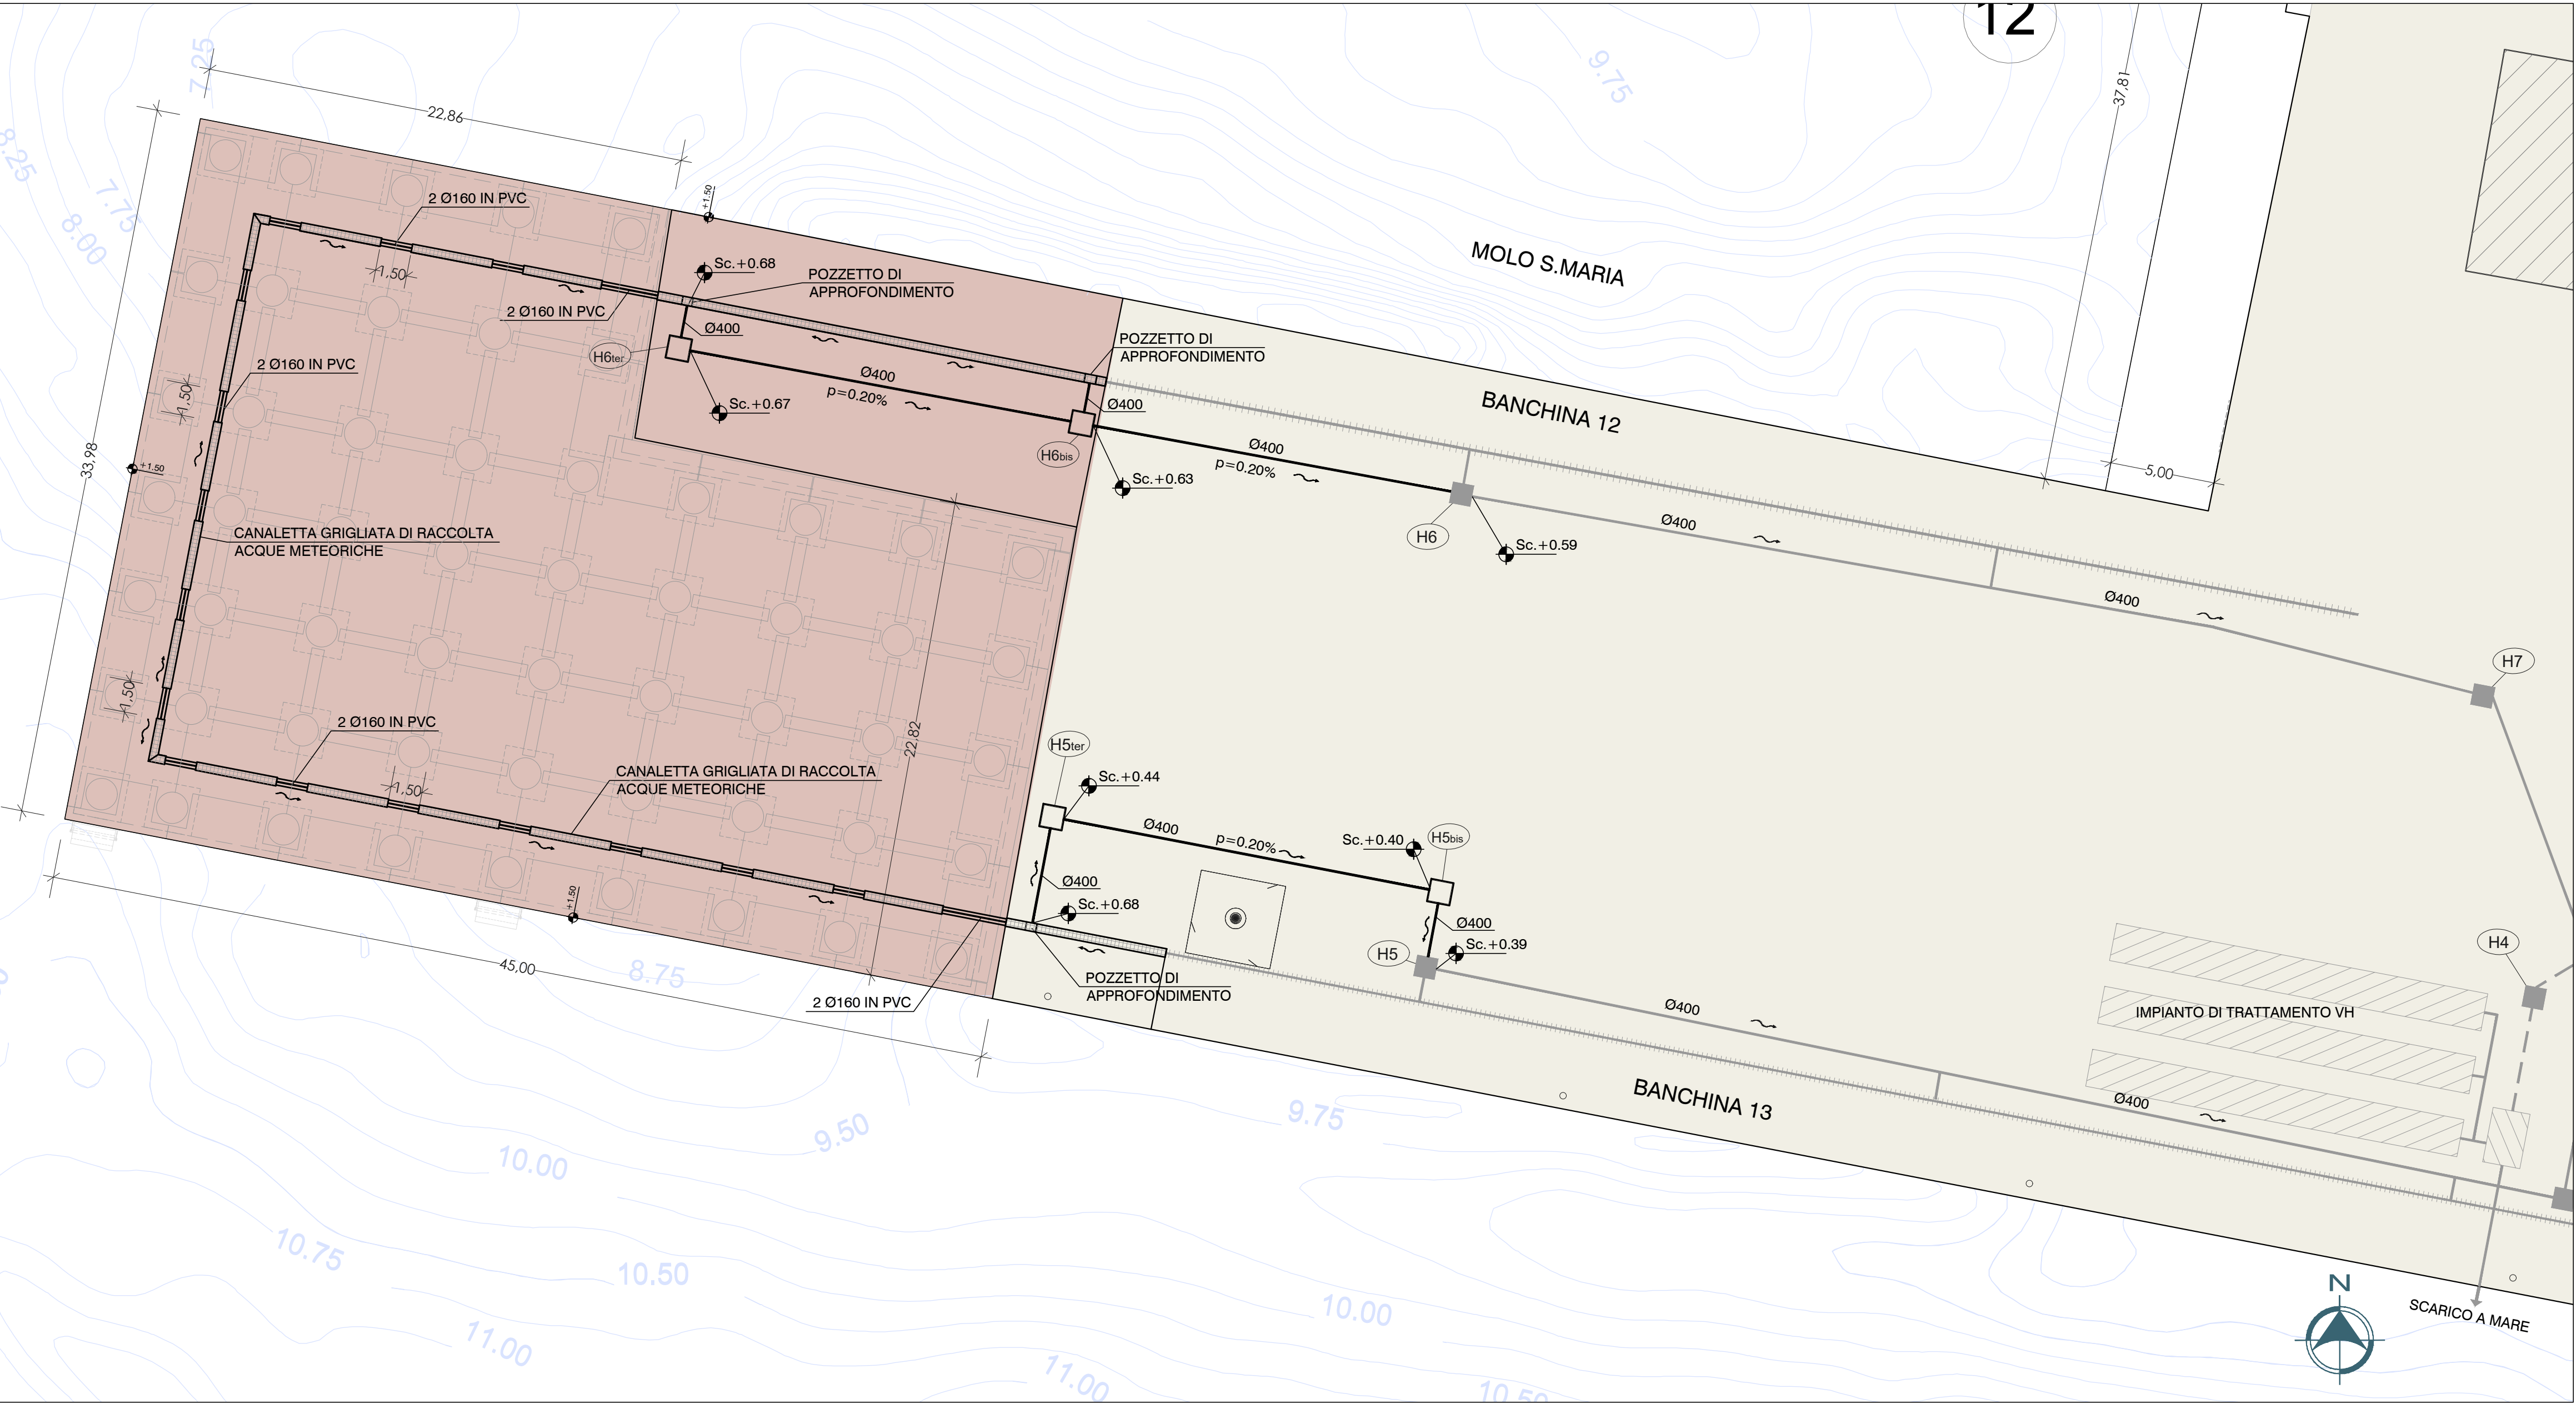 12
7.25
22,86
37,81
9.75
8.25
7.75
8.00
+1.50
2 Ø160 IN PVC
1,50
Sc.+0.68
POZZETTO DI
APPROFONDIMENTO
MOLO S.MARIA
2 Ø160 IN PVC
Ø400
H6ter
POZZETTO DI
APPROFONDIMENTO
2 Ø160 IN PVC
Ø400
p=0.20%
Sc.+0.67
Ø400
BANCHINA 12
1,50
33,98
+1.50
H6bis
Ø400
p=0.20%
Sc.+0.63
5,00
CANALETTA GRIGLIATA DI RACCOLTA
ACQUE METEORICHE
H6
Ø400
Sc.+0.59
Ø400
H7
1,50
2 Ø160 IN PVC
22,82
H5ter
CANALETTA GRIGLIATA DI RACCOLTA
ACQUE METEORICHE
1,50
Sc.+0.44
Ø400
p=0.20%
Sc.+0.40
H5bis
Ø400
Sc.+0.68
Ø400
+1.50
H5
Sc.+0.39
H4
45,00
8.75
2 Ø160 IN PVC
POZZETTO DI
APPROFONDIMENTO
Ø400
IMPIANTO DI TRATTAMENTO VH
BANCHINA 13
Ø400
9.50
9.75
10.00
10.75
10.50
10.00
11.00
11.00
10.50
N
SCARICO A MARE